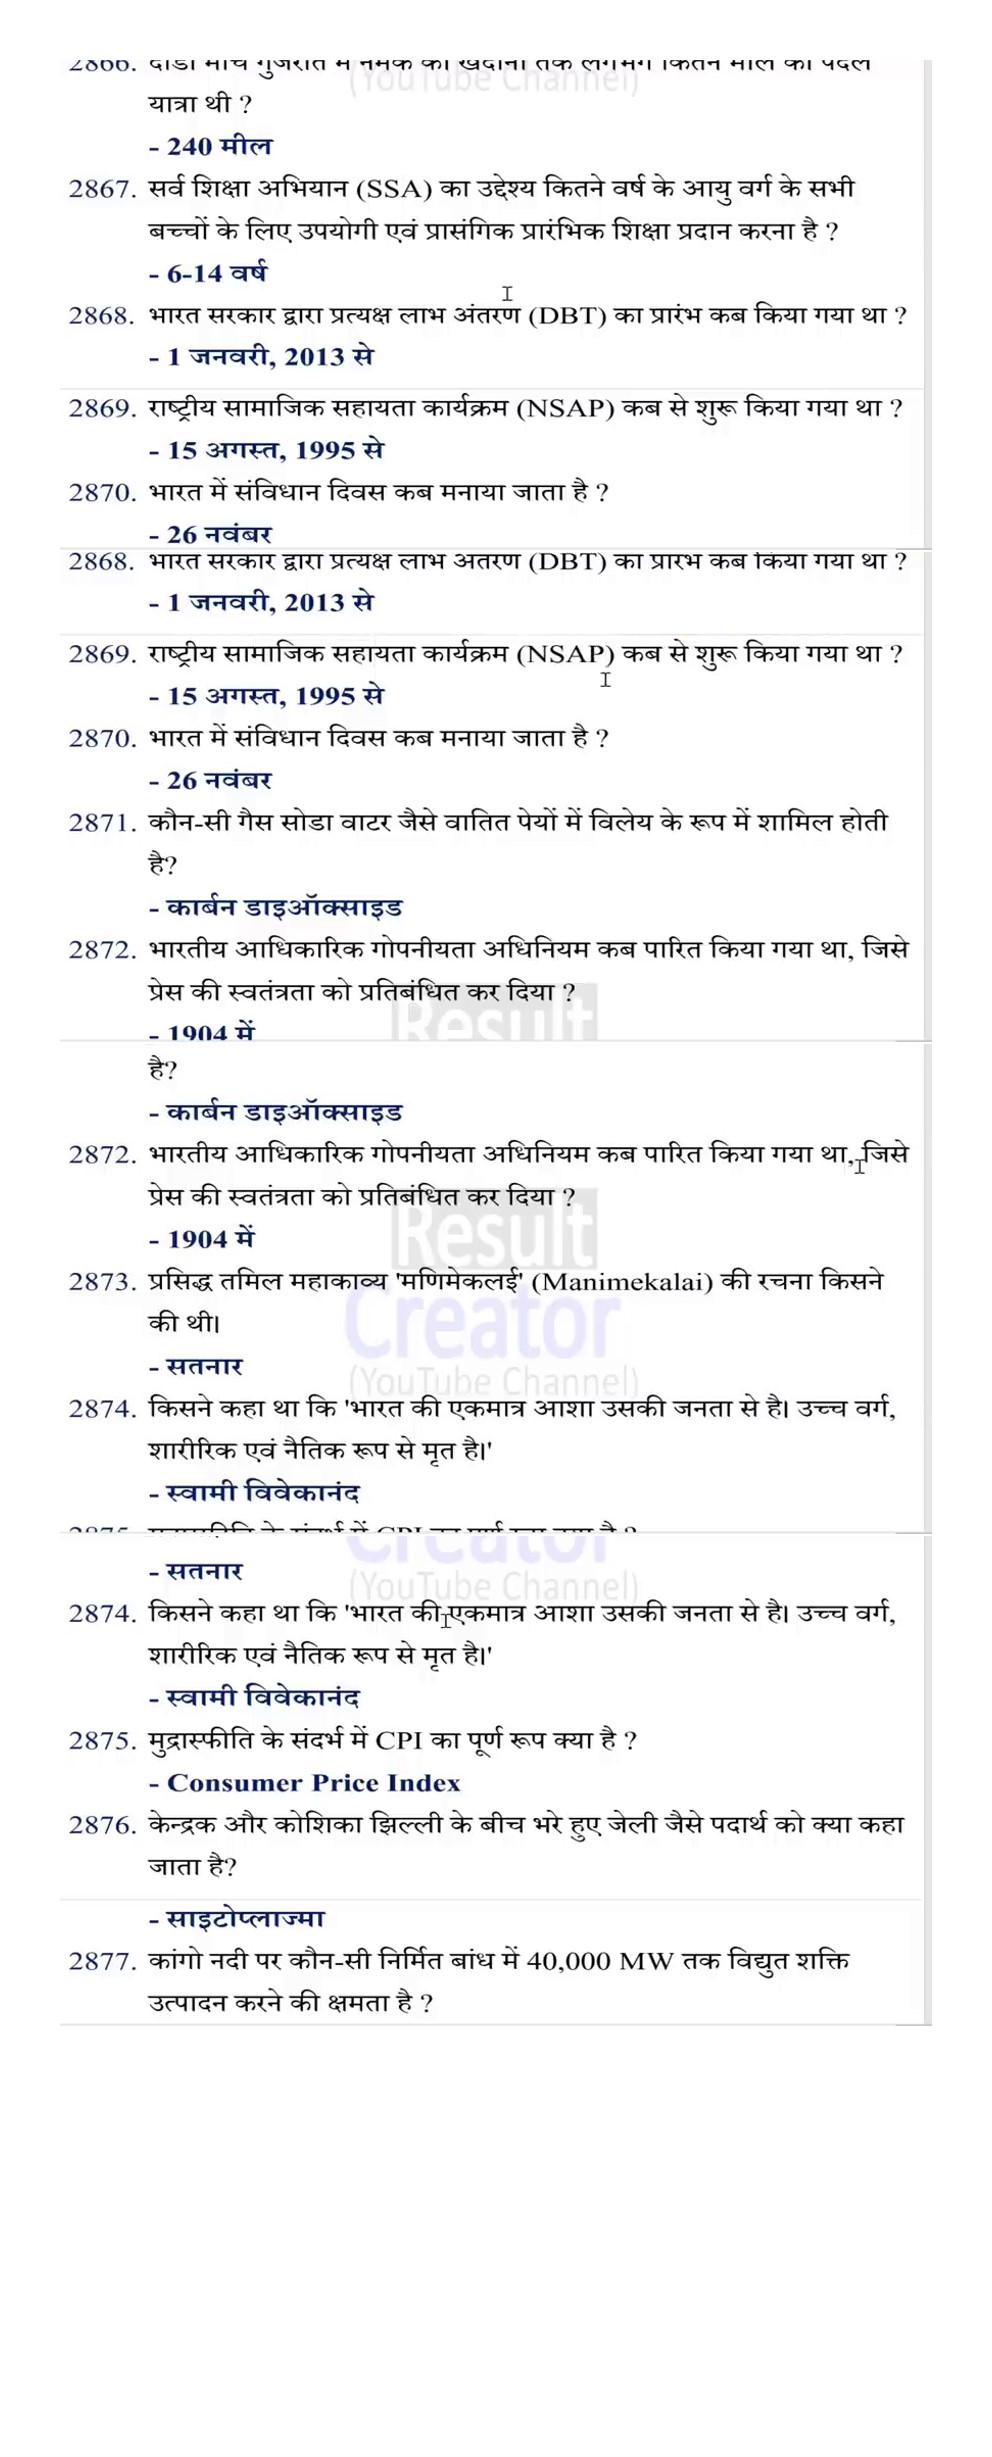 2866. दांडी मार्च गुजरात में नमक की खदानों तक लगभग कितने मील की पैदल
(YouTube Channel)
यात्रा थी ?
- 240 मील
2867. सर्व शिक्षा अभियान (SSA) का उद्देश्य कितने वर्ष के आयु वर्ग के सभी
बच्चों के लिए उपयोगी एवं प्रासंगिक प्रारंभिक शिक्षा प्रदान करना है ?
- 6-14 वर्ष
2868. भारत सरकार द्वारा प्रत्यक्ष लाभ अंतरण (DBT) का प्रारंभ कब किया गया था ?
- 1 जनवरी, 2013 से
2869. राष्ट्रीय सामाजिक सहायता कार्यक्रम (NSAP) कब से शुरू किया गया था ?
- 15 अगस्त, 1995 से
2870. भारत में संविधान दिवस कब मनाया जाता है ?
- 26 नवंबर
2868. भारत सरकार द्वारा प्रत्यक्ष लाभ अंतरण (DBT) का प्रारंभ कब किया गया था ?
- 1 जनवरी, 2013 से
2869. राष्ट्रीय सामाजिक सहायता कार्यक्रम (NSAP) कब से शुरू किया गया था ?
- 15 अगस्त, 1995 से
2870. भारत में संविधान दिवस कब मनाया जाता है ?
- 26 नवंबर
2871. कौन-सी गैस सोडा वाटर जैसे वातित पेयों में विलेय के रूप में शामिल होती
है?
- कार्बन डाइऑक्साइड
2872. भारतीय आधिकारिक गोपनीयता अधिनियम कब पारित किया गया था, जिसे
प्रेस की स्वतंत्रता को प्रतिबंधित कर दिया ?
Result
- 1904 में
है?
- कार्बन डाइऑक्साइड
2872. भारतीय आधिकारिक गोपनीयता अधिनियम कब पारित किया गया था, जिसे
प्रेस की स्वतंत्रता को प्रतिबंधित कर दिया ?
Result
- 1904 में
2873. प्रसिद्ध तमिल महाकाव्य 'मणिमेकलई' (Manimekalai) की रचना किसने
Creator
की थी।
- सतनार
(YouTube Channel)
2874. किसने कहा था कि 'भारत की एकमात्र आशा उसकी जनता से है। उच्च वर्ग,
शारीरिक एवं नैतिक रूप से मृत है।'
- स्वामी विवेकानंद
2875. मुद्रास्फीति के संदर्भ में CPI का पूर्ण रूप क्या है ?
Creator
- सतनार
(YouTube Channel)
2874. किसने कहा था कि 'भारत की एकमात्र आशा उसकी जनता से है। उच्च वर्ग,
शारीरिक एवं नैतिक रूप से मृत है।'
- स्वामी विवेकानंद
2875. मुद्रास्फीति के संदर्भ में CPI का पूर्ण रूप क्या है ?
- Consumer Price Index
2876. केन्द्रक और कोशिका झिल्ली के बीच भरे हुए जेली जैसे पदार्थ को क्या कहा
जाता है?
- साइटोप्लाज्मा
2877. कांगो नदी पर कौन-सी निर्मित बांध में 40,000 MW तक विद्युत शक्ति
उत्पादन करने की क्षमता है ?